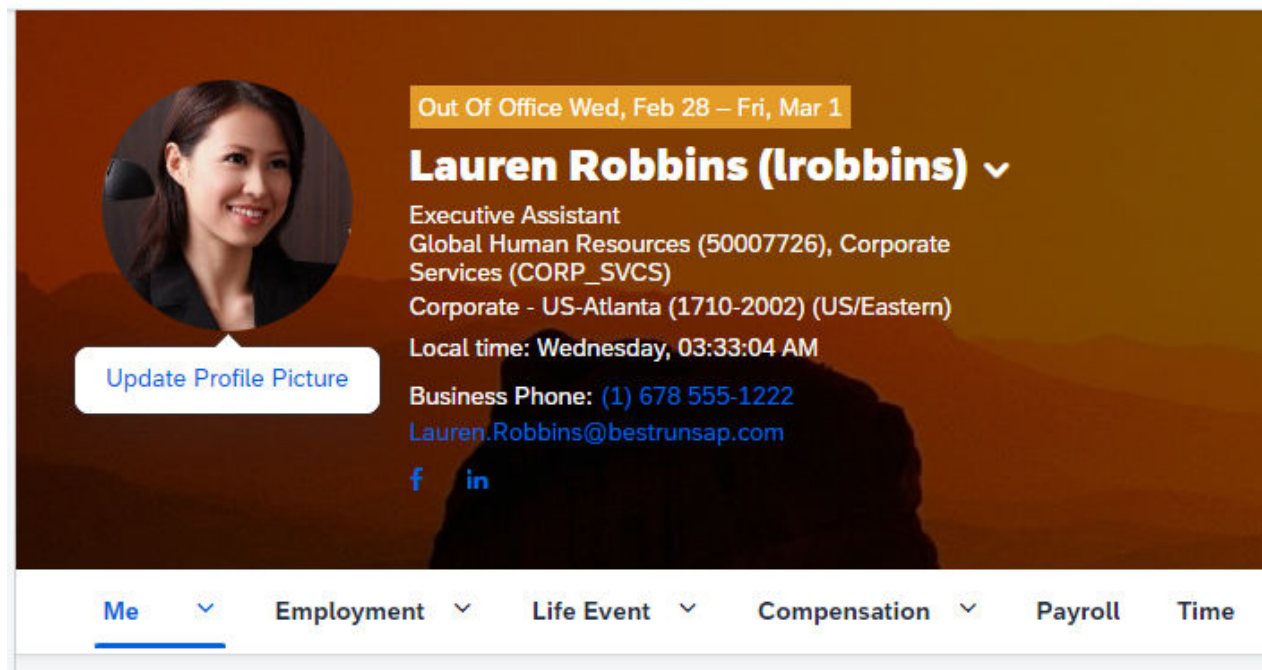 Out Of Office Wed, Feb 28 – Fri, Mar 1
Lauren Robbins (lrobbins)
Executive Assistant
Global Human Resources (50007726), Corporate
Services (CORP_SVCS)
Corporate - US-Atlanta (1710-2002) (US/Eastern)
Local time: Wednesday, 03:33:04 AM
Update Profile Picture
Business Phone: (1) 678 555-1222
Lauren.Robbins@bestrunsap.com
f in
Me Employment Life Event Compensation Payroll Time